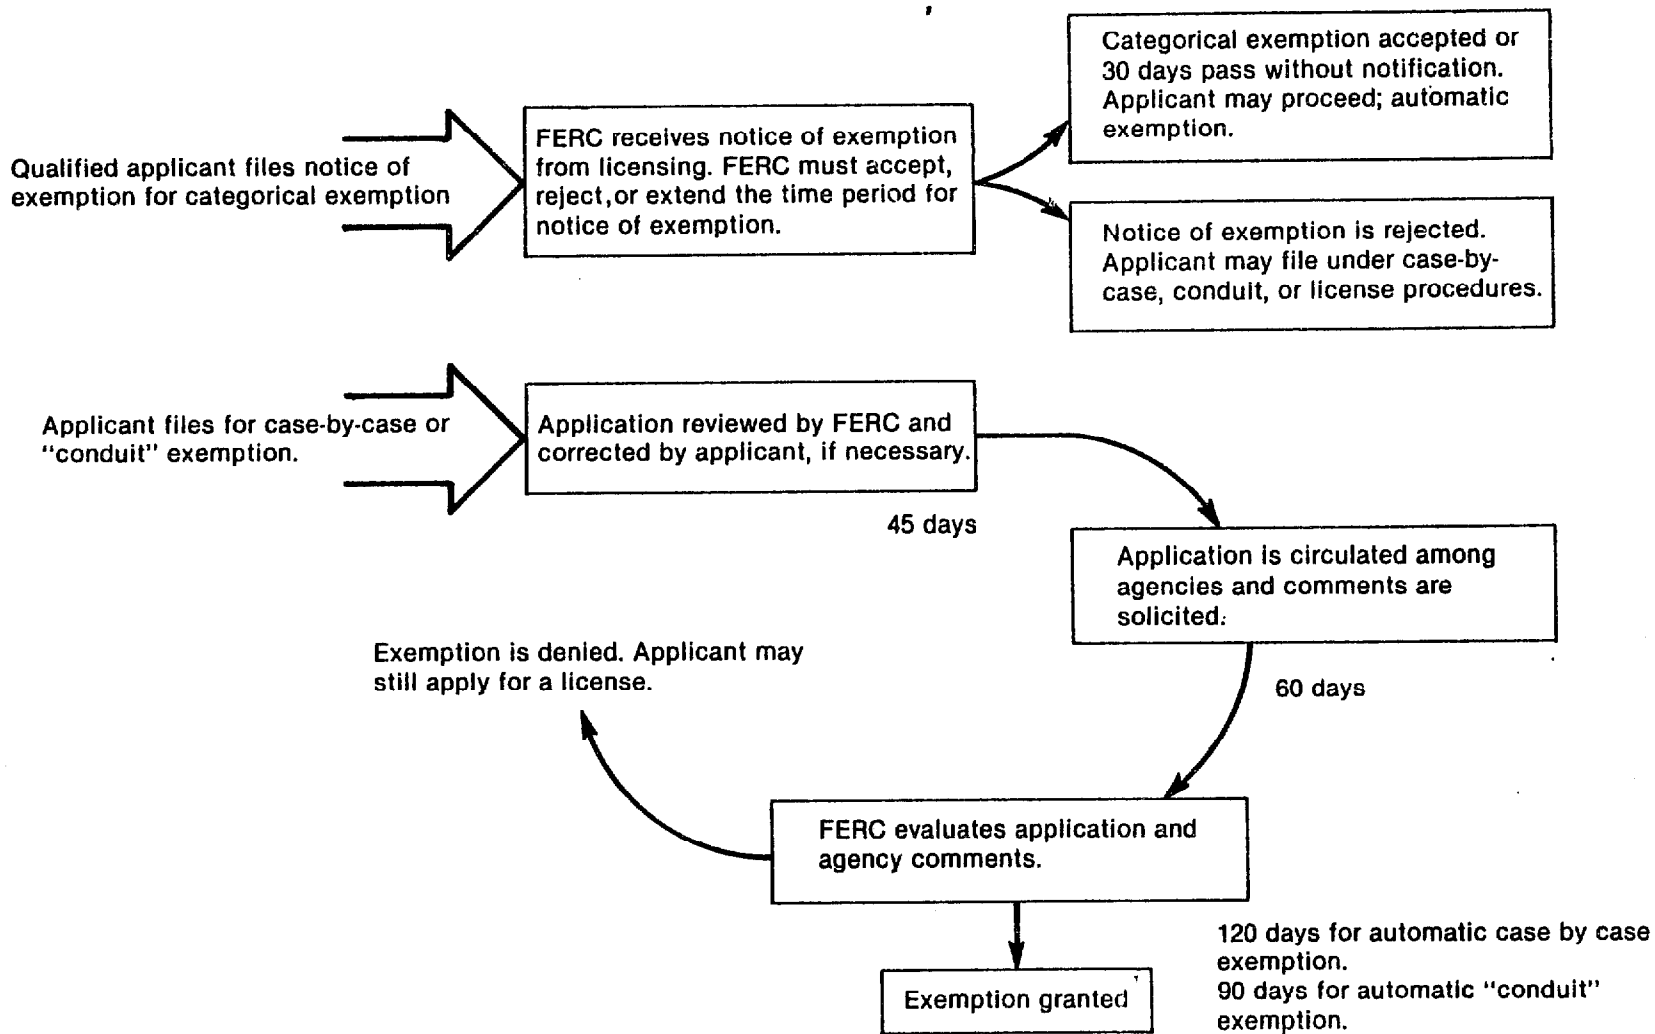 Qualified applicant files notice of
exemption for categorical exemption
FERC receives notice of exemption
from licensing. FERC must accept,
reject, or extend the time period for
notice of exemption.
Categorical exemption accepted or
30 days pass without notification.
Applicant may proceed; automatic
exemption.
Notice of exemption is rejected.
Applicant may file under case-by-
case, conduit, or license procedures.
Applicant files for case-by-case or
"conduit" exemption.
Application reviewed by FERC and
corrected by applicant, if necessary.
45 days
Application is circulated among
agencies and comments are
solicited.
60 days
Exemption is denied. Applicant may
still apply for a license.
FERC evaluates application and
agency comments.
Exemption granted
120 days for automatic case by case
exemption.
90 days for automatic "conduit"
exemption.